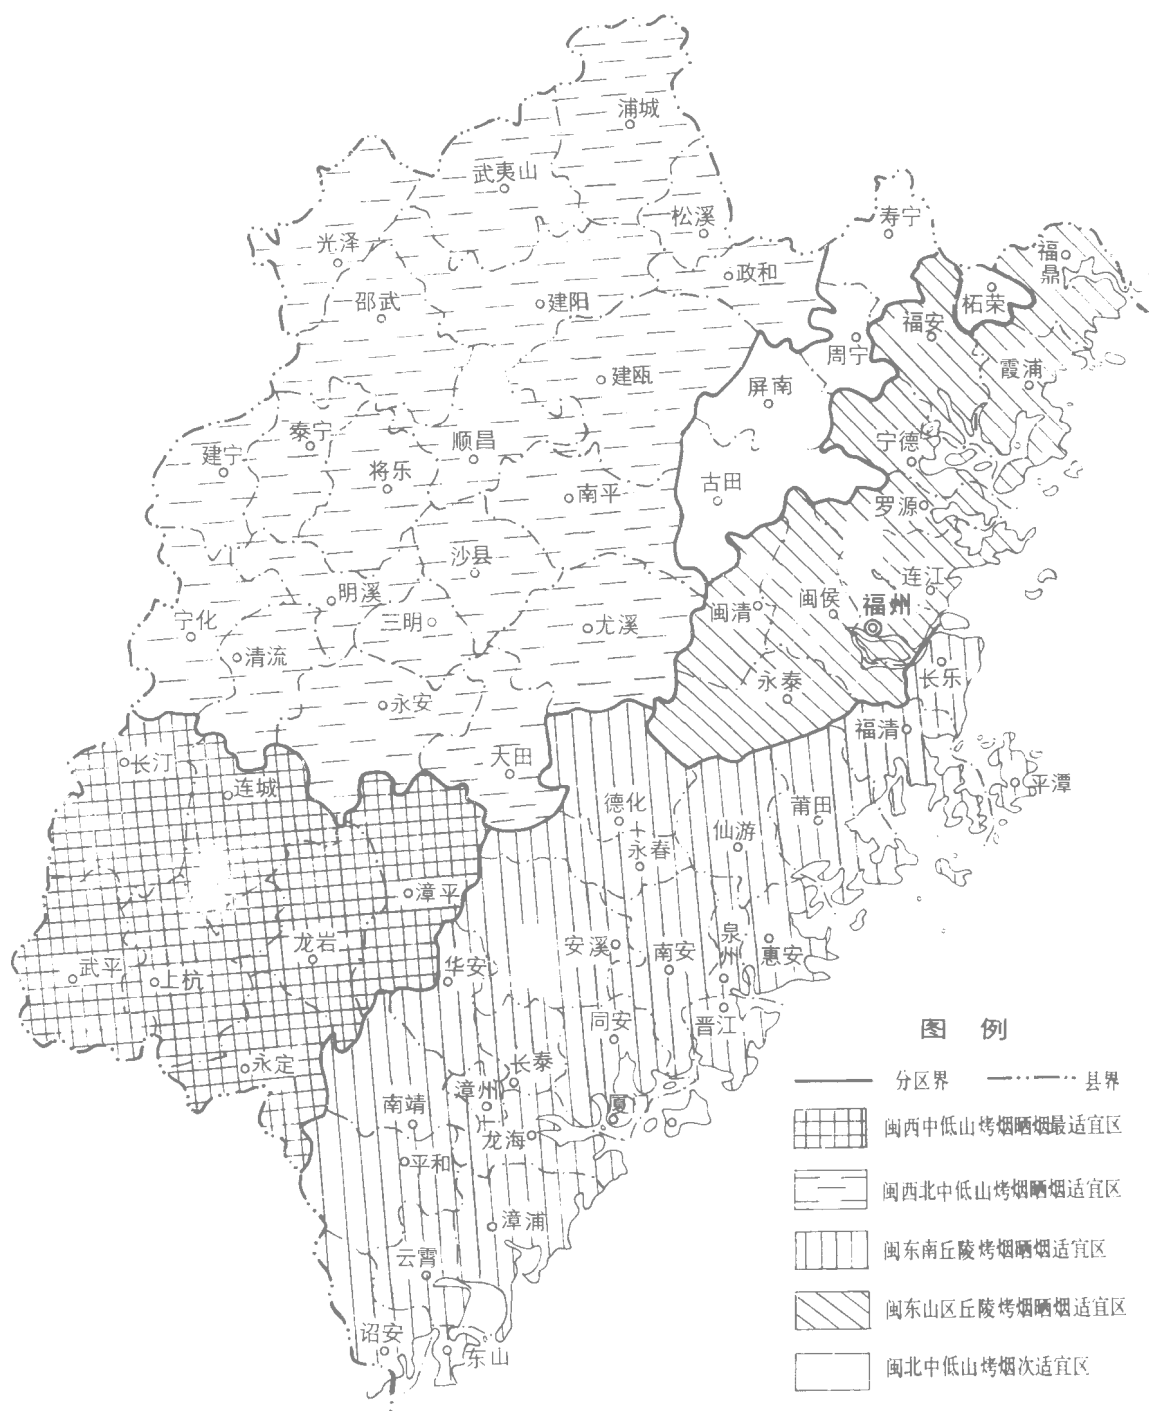 浦城
武夷山
松溪
寿宁
光泽
政和
福鼎
邵武
建阳
柘荣
福安
周宁
建瓯
屏南
霞浦
泰宁
建宁
顺昌
将乐
宁德
南平
古田
罗源
沙县
明溪
连江
闽清
闽侯
福州
宁化
三明
尤溪
清流
长乐
永泰
永安
福清
大田
长汀
连城
平潭
德化
莆田
仙游
永春
漳平
龙岩
安溪
南安
泉州
惠安
武平
上杭
华安
同安
晋江
永定
长泰
漳州
南靖
厦
龙海
平和
漳浦
云霄
诏安
东山
图 例
分区界
县界
闽西中低山烤烟晒烟最适宜区
闽西北中低山烤烟晒烟适宜区
闽东南丘陵烤烟晒烟适宜区
闽东山区丘陵烤烟晒烟适宜区
闽北中低山烤烟次适宜区